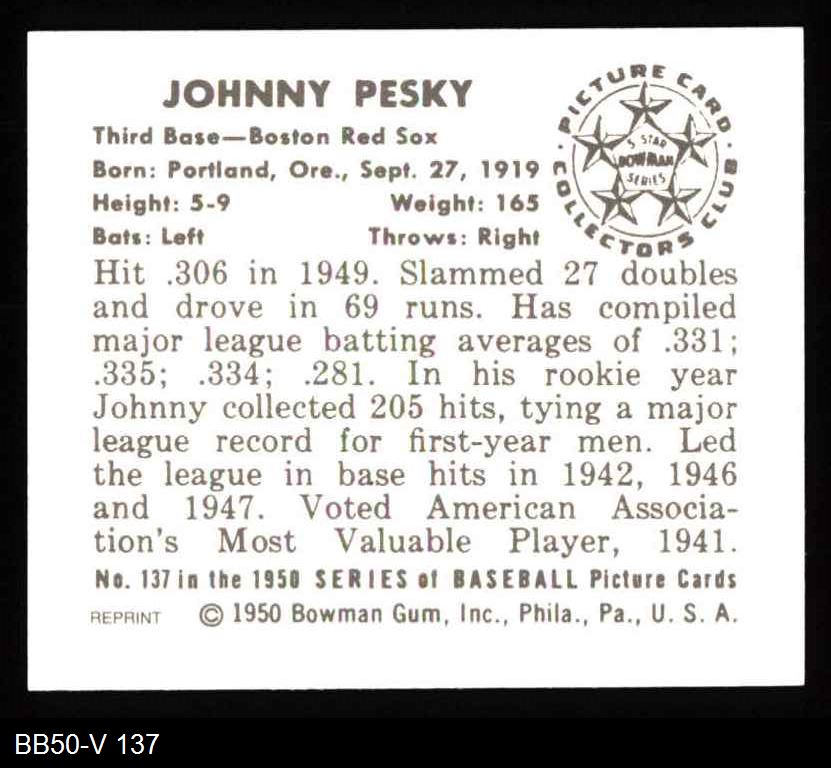 JOHNNY PESKY
Third Base—Boston Red Sox
Born: Portland, Ore., Sept. 27, 1919
Height: 5-9 Weight: 165
Bats: Left Throws: Right
PICTURE CARD
COLLECTORS CLUB
5 STAR
BOWMAN
SERIES
Hit .306 in 1949. Slammed 27 doubles
and drove in 69 runs. Has compiled
major league batting averages of .331;
.335; .334; .281. In his rookie year
Johnny collected 205 hits, tying a major
league record for first-year men. Led
the league in base hits in 1942, 1946
and 1947. Voted American Associa-
tion's Most Valuable Player, 1941.
No. 137 in the 1950 SERIES of BASEBALL Picture Cards
REPRINT © 1950 Bowman Gum, Inc., Phila., Pa., U. S. A.
BB50-V 137